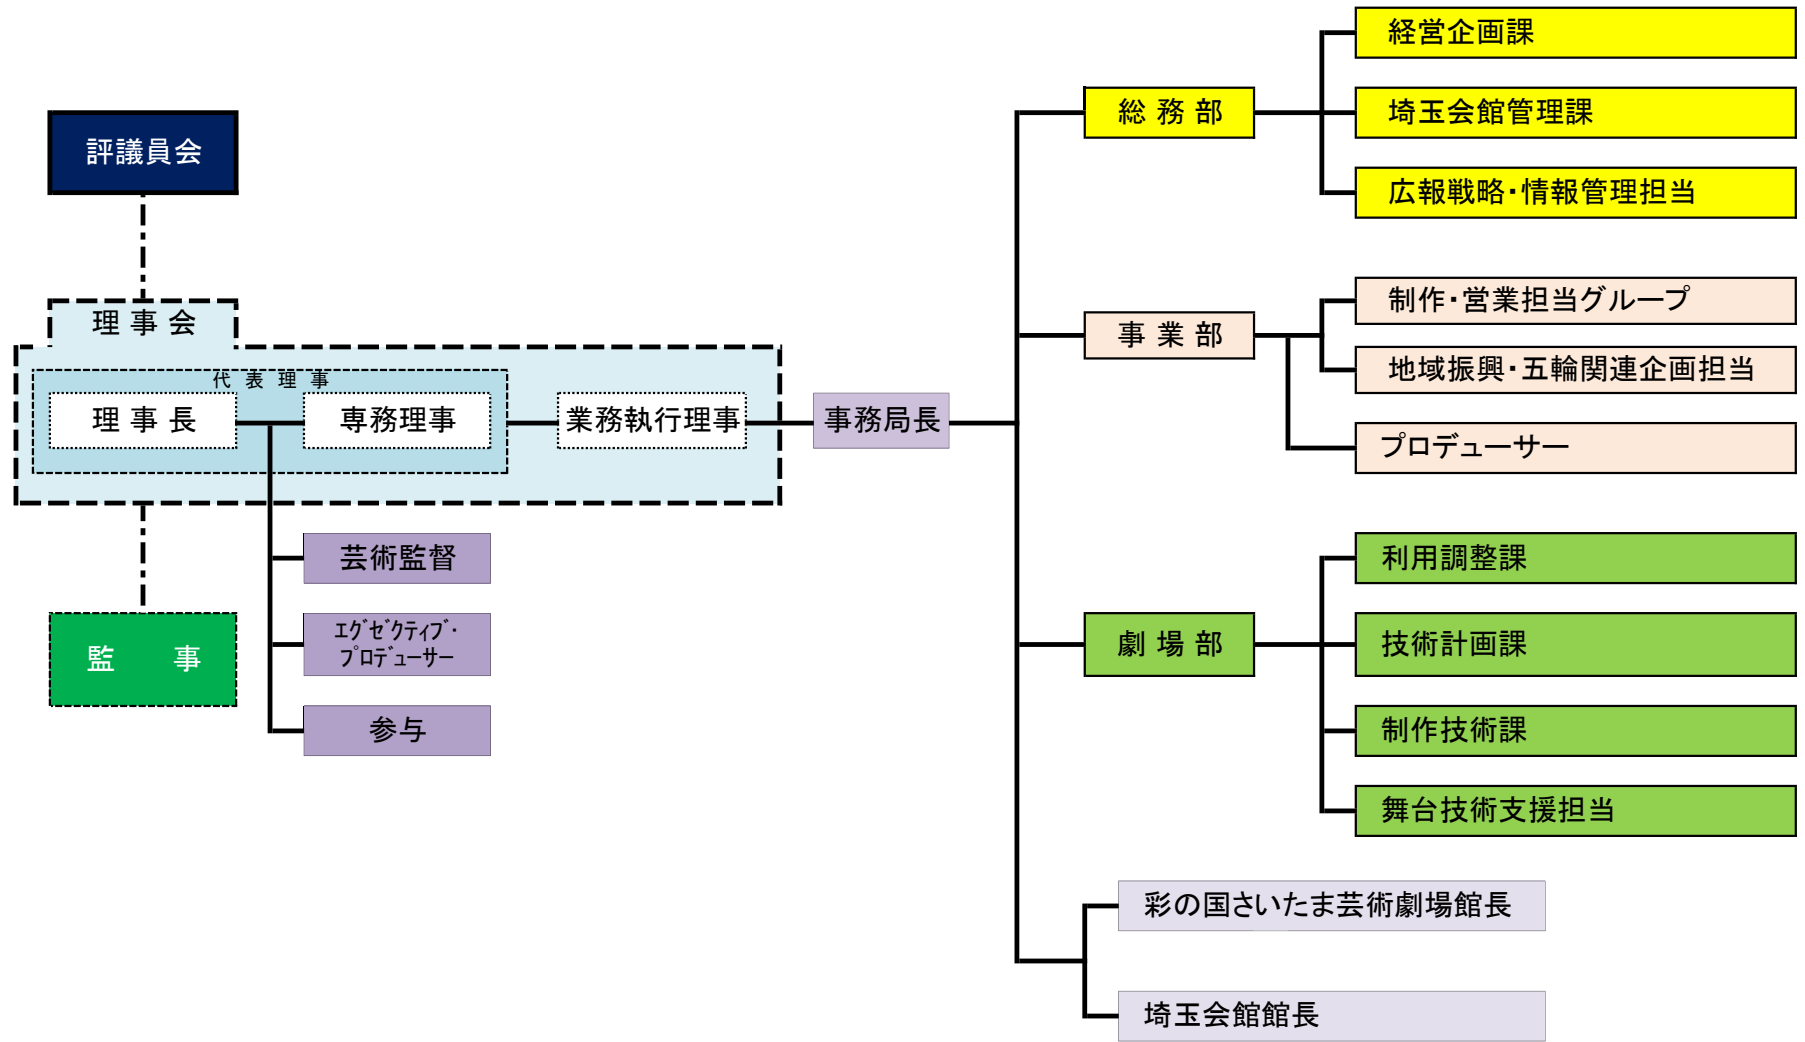 評議員会
理事会
代表理事
理事長
専務理事
業務執行理事
事務局長
芸術監督
ｴｸﾞｾﾞｸﾃｨﾌﾞ・
ﾌﾟﾛﾃﾞｭｰｻｰ
参与
監　事
総務部
経営企画課
埼玉会館管理課
広報戦略・情報管理担当
事業部
制作・営業担当グループ
地域振興・五輪関連企画担当
プロデューサー
劇場部
利用調整課
技術計画課
制作技術課
舞台技術支援担当
彩の国さいたま芸術劇場館長
埼玉会館館長